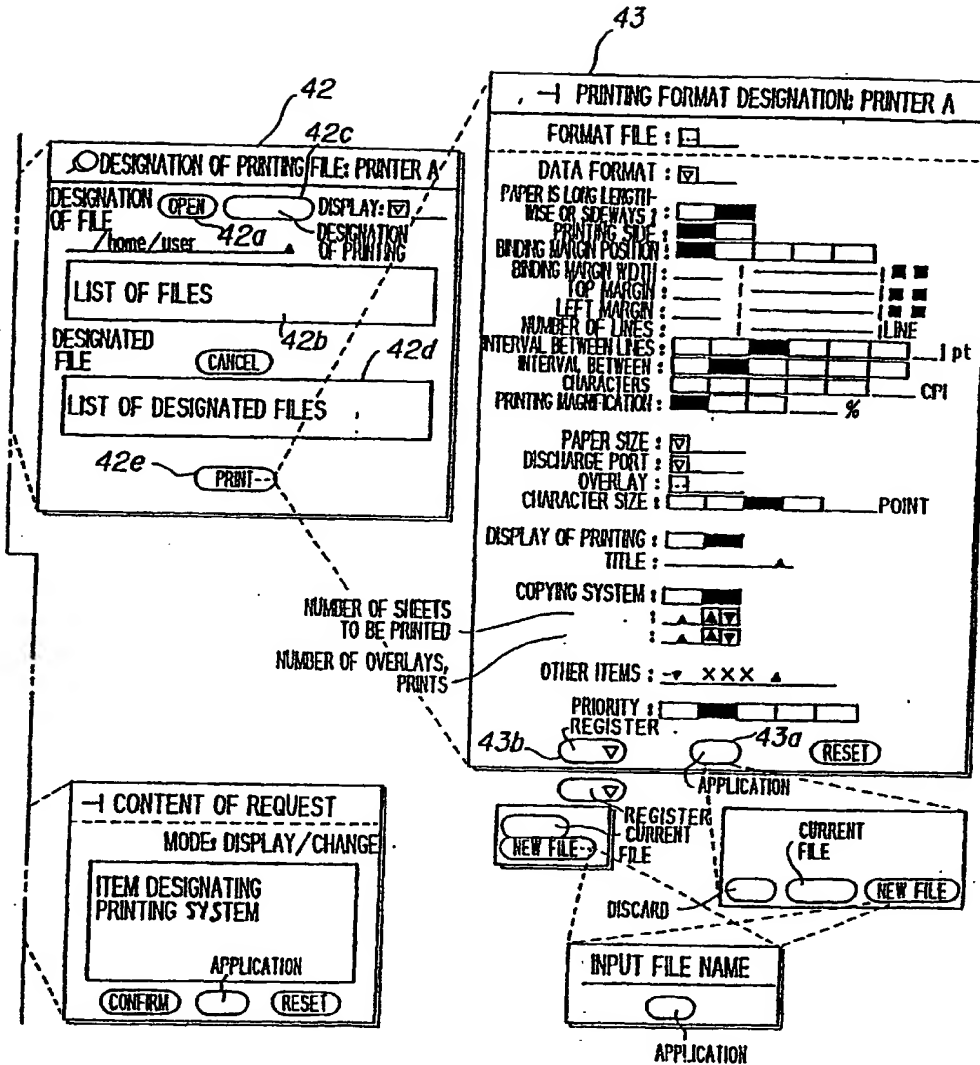 43
42
42c
PRINTING FORMAT DESIGNATION: PRINTER A
FORMAT FILE :
DESIGNATION OF PRINTING FILE: PRINTER A
DESIGNATION OF FILE
OPEN
DISPLAY:
42a
DESIGNATION OF PRINTING
/home/user
LIST OF FILES
42b
42d
DESIGNATED FILE
CANCEL
LIST OF DESIGNATED FILES
42e
PRINT--
DATA FORMAT :
PAPER IS LONG LENGTH-
WISE OR SIDEWAYS :
PRINTING SIDE :
BINDING MARGIN POSITION :
BINDING MARGIN WDTH :
TOP MARGIN :
LEFT MARGIN :
NUMBER OF LINES :
LINE
INTERVAL BETWEEN LINES :
1 pt
INTERVAL BETWEEN :
CHARACTERS
CPI
PRINTING MAGNIFICATION :
%
PAPER SIZE :
DISCHARGE PORT :
OVERLAY :
CHARACTER SIZE :
POINT
DISPLAY OF PRINTING :
TITLE :
COPYING SYSTEM :
NUMBER OF SHEETS
TO BE PRINTED
:
NUMBER OF OVERLAYS,
PRINTS
:
OTHER ITEMS :
XXX
PRIORITY :
REGISTER
43b
43a
RESET
APPLICATION
REGISTER
CURRENT
FILE
NEW FILE--
CURRENT
FILE
DISCARD
NEW FILE
INPUT FILE NAME
APPLICATION
CONTENT OF REQUEST
MODE: DISPLAY/CHANGE
ITEM DESIGNATING
PRINTING SYSTEM
APPLICATION
CONFIRM
RESET